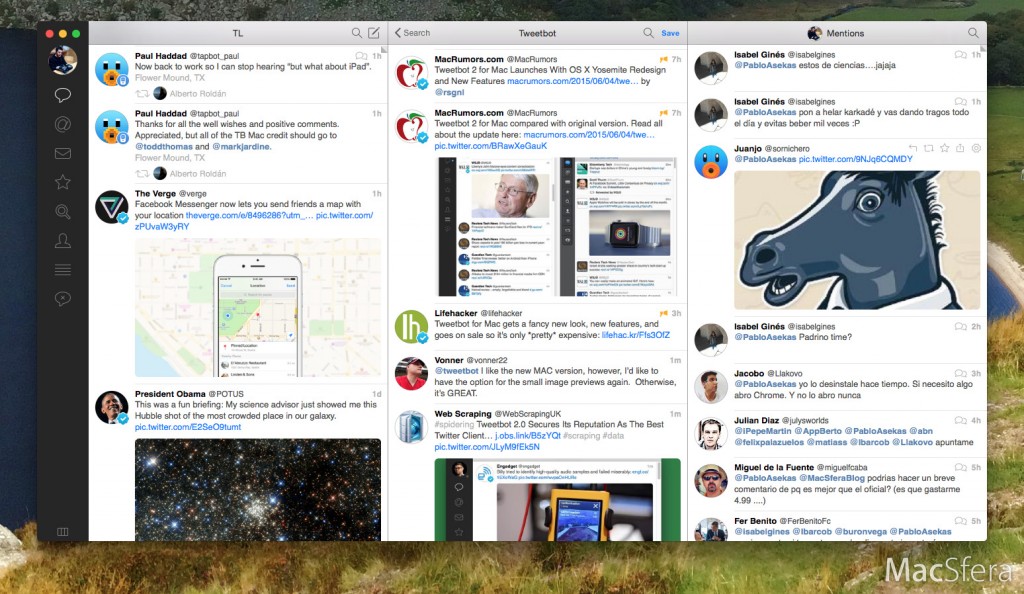 TL
Paul Haddad @tapbot_paul 1h
Now back to work so I can stop hearing "but what about iPad".
Flower Mound, TX
Alberto Roldán
Paul Haddad @tapbot_paul 1h
Thanks for all the well wishes and positive comments.
Appreciated, but all of the TB Mac credit should go to
@toddthomas and @markjardine.
Flower Mound, TX
Alberto Roldán
The Verge @verge 1h
Facebook Messenger now lets you send friends a map with
your location theverge.com/e/8496286?utm_… pic.twitter.com/
zPUvaW3yRY
President Obama @POTUS 1d
This was a fun briefing: My science advisor just showed me this
Hubble shot of the most crowded place in our galaxy.
pic.twitter.com/E2SeO9tumt
Search Tweetbot Save
MacRumors.com @MacRumors 7h
Tweetbot 2 for Mac Launches With OS X Yosemite Redesign
and New Features macrumors.com/2015/06/04/twe… by
@rsgnl
MacRumors.com @MacRumors 7h
Tweetbot 2 for Mac compared with original version. Read all
about the update here: macrumors.com/2015/06/04/twe…
pic.twitter.com/BRawXeGauK
Lifehacker @lifehacker 3h
Tweetbot for Mac gets a fancy new look, new features, and
goes on sale so it's only *pretty* expensive: lifehac.kr/FIs3OfZ
Vonner @vonner22 1m
@tweetbot I like the new MAC version, however, I'd like to
have the option for the small image previews again. Otherwise,
it's GREAT.
Web Scraping @WebScrapingUK 1m
#spidering Tweetbot 2.0 Secures Its Reputation As The Best
Twitter Client… j.obs.link/B5zYQt #scraping #data
pic.twitter.com/JLyM9fEk5N
Engadget @engadget
Mentions
Isabel Ginés @isabelgines 1h
@PabloAsekas estos de ciencias....jajaja
Isabel Ginés @isabelgines 1h
@PabloAsekas pon a helar karkadé y vas dando tragos todo
el día y evitas beber mil veces :P
Juanjo @sornichero
@PabloAsekas pic.twitter.com/9NJq6CQMDY
Isabel Ginés @isabelgines 2h
@PabloAsekas Padrino time?
Jacobo @Llakovo 3h
@PabloAsekas yo lo desinstale hace tiempo. Si necesito algo
abro Chrome. Y no lo abro nunca
Julian Diaz @julysworlds 4h
@IPepeMartin @AppBerto @PabloAsekas @abn
@felixpalazuelos @matiass @lbarcob @Llakovo apuntame
Miguel de la Fuente @miguelfcaba 5h
@PabloAsekas @MacSferaBlog podrías hacer un breve
comentario de pq es mejor que el oficial? (es que gastarme
4.99 ....)
Fer Benito @FerBenitoFc 5h
@isabelgines @lbarcob @buronvega @PabloAsekas
MacSfera